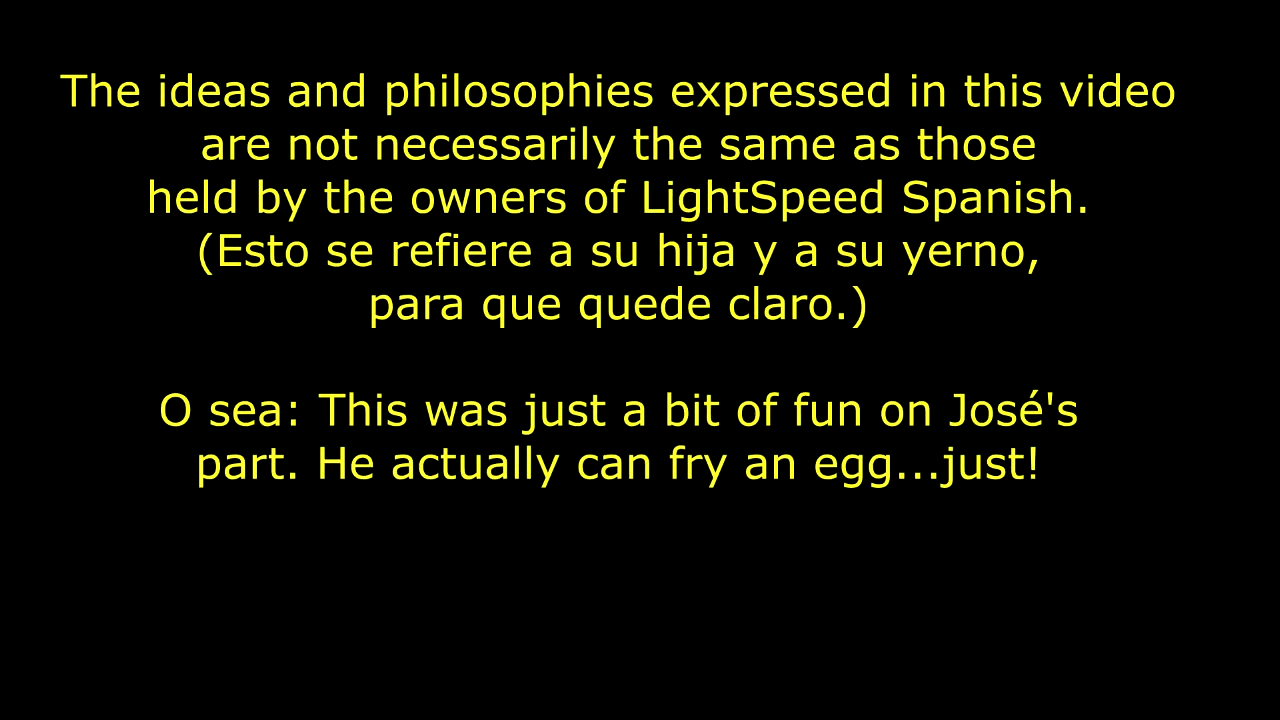 The ideas and philosophies expressed in this video
are not necessarily the same as those
held by the owners of LightSpeed Spanish.
(Esto se refiere a su hija y a su yerno,
para que quede claro.)
O sea: This was just a bit of fun on José's
part. He actually can fry an egg...just!